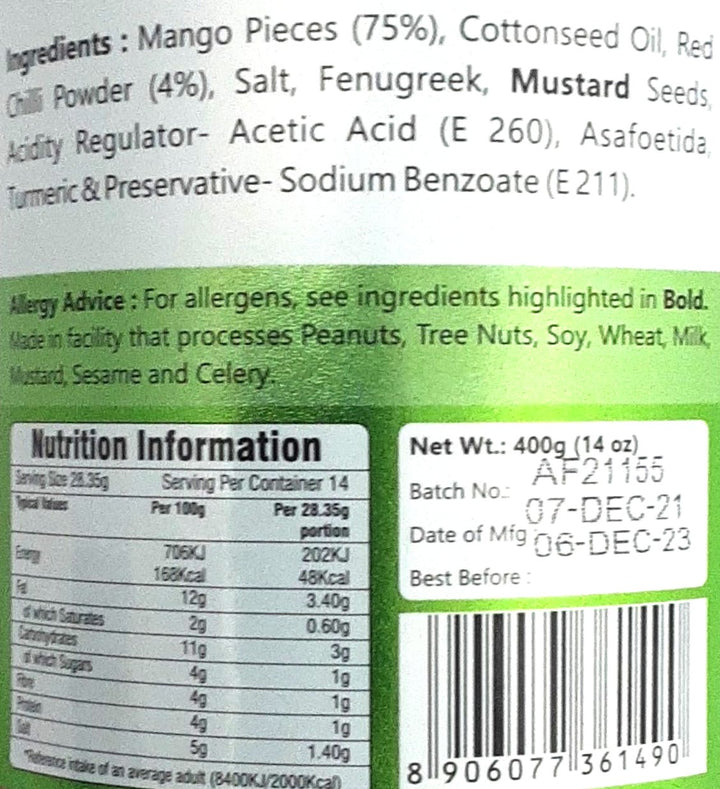 Ingredients : Mango Pieces (75%), Cottonseed Oil, Red
Chilli Powder (4%), Salt, Fenugreek, Mustard Seeds,
Acidity Regulator- Acetic Acid (E 260), Asafoetida,
Turmeric & Preservative- Sodium Benzoate (E 211).
Allergy Advice : For allergens, see ingredients highlighted in Bold.
Made in facility that processes Peanuts, Tree Nuts, Soy, Wheat, Milk,
Mustard, Sesame and Celery.
Nutrition Information
Serving Size 28.35g Serving Per Container 14
Typical Values Per 100g Per 28.35g
portion
Energy 706KJ 202KJ
168Kcal 48Kcal
Fat 12g 3.40g
of which Saturates 2g 0.60g
Carbohydrates 11g 3g
of which Sugars 4g 1g
Fibre 4g 1g
Protein 4g 1g
Salt 5g 1.40g
*Reference intake of an average adult (8400KJ/2000Kcal)
Net Wt.: 400g (14 oz)
AF21155
Batch No.:
07-DEC-21
Date of Mfg
06-DEC-23
Best Before :
8 906077 361490